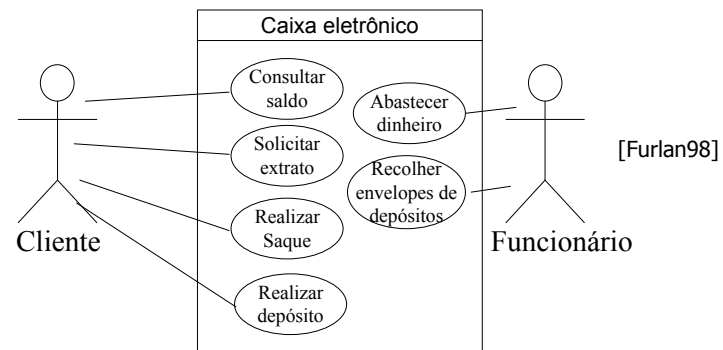 Caixa eletrônico
Consultar
saldo
Solicitar
extrato
Realizar
Saque
Realizar
depósito
Abastecer
dinheiro
Recolher
envelopes de
depósitos
Cliente
Funcionário
[Furlan98]